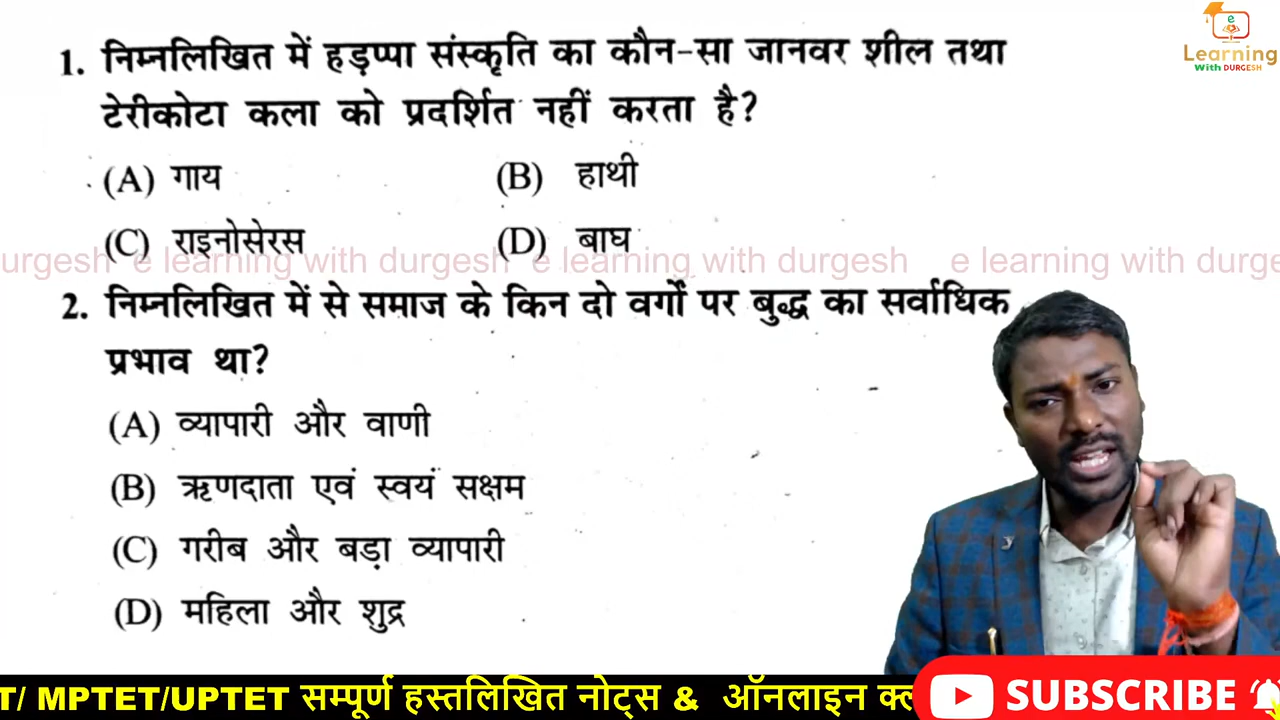 e
Learning
With DURGESH
1. निम्नलिखित में हड़प्पा संस्कृति का कौन-सा जानवर शील तथा
टेरीकोटा कला को प्रदर्शित नहीं करता है?
(A) गाय (B) हाथी
(C) राइनोसेरस (D) बाघ
urgesh e learning with durgesh e learning with durgesh e learning with durge
2. निम्नलिखित में से समाज के किन दो वर्गों पर बुद्ध का सर्वाधिक
प्रभाव था?
(A) व्यापारी और वाणी
(B) ऋणदाता एवं स्वयं सक्षम
(C) गरीब और बड़ा व्यापारी
(D) महिला और शुद्र
T/ MPTET/UPTET सम्पूर्ण हस्तलिखित नोट्स & ऑनलाइन क्ल
SUBSCRIBE